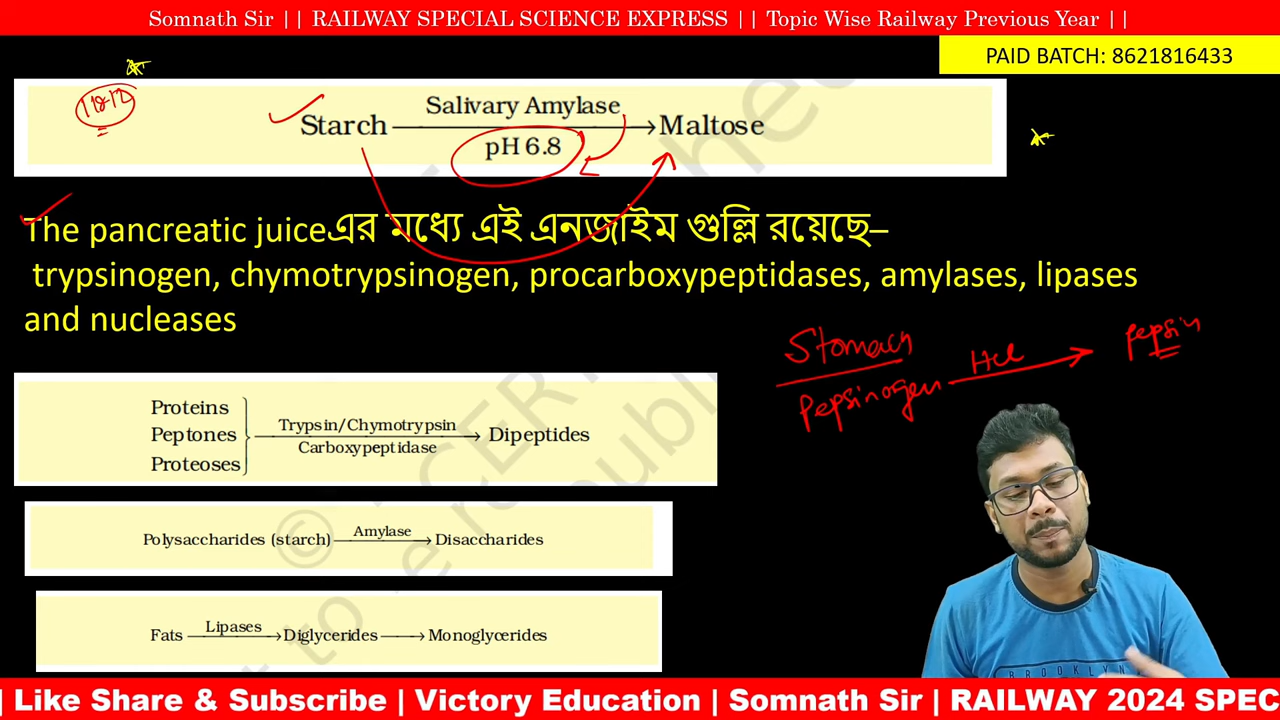 Somnath Sir || RAILWAY SPECIAL SCIENCE EXPRESS || Topic Wise Railway Previous Year ||
PAID BATCH: 8621816433
Salivary Amylase
Starch Maltose
pH 6.8
The pancreatic juiceএর মধ্যে এই এনজাইম গুল্লি রয়েছে–
trypsinogen, chymotrypsinogen, procarboxypeptidases, amylases, lipases
and nucleases
Stomach
Pepsinogen HCl pepsin
Proteins
Peptones
Proteoses
Trypsin/Chymotrypsin
Carboxypeptidase
Dipeptides
Amylase
Polysaccharides (starch) Disaccharides
Lipases
Fats Diglycerides Monoglycerides
BROOKLYN
| Like Share & Subscribe | Victory Education | Somnath Sir | RAILWAY 2024 SPEC